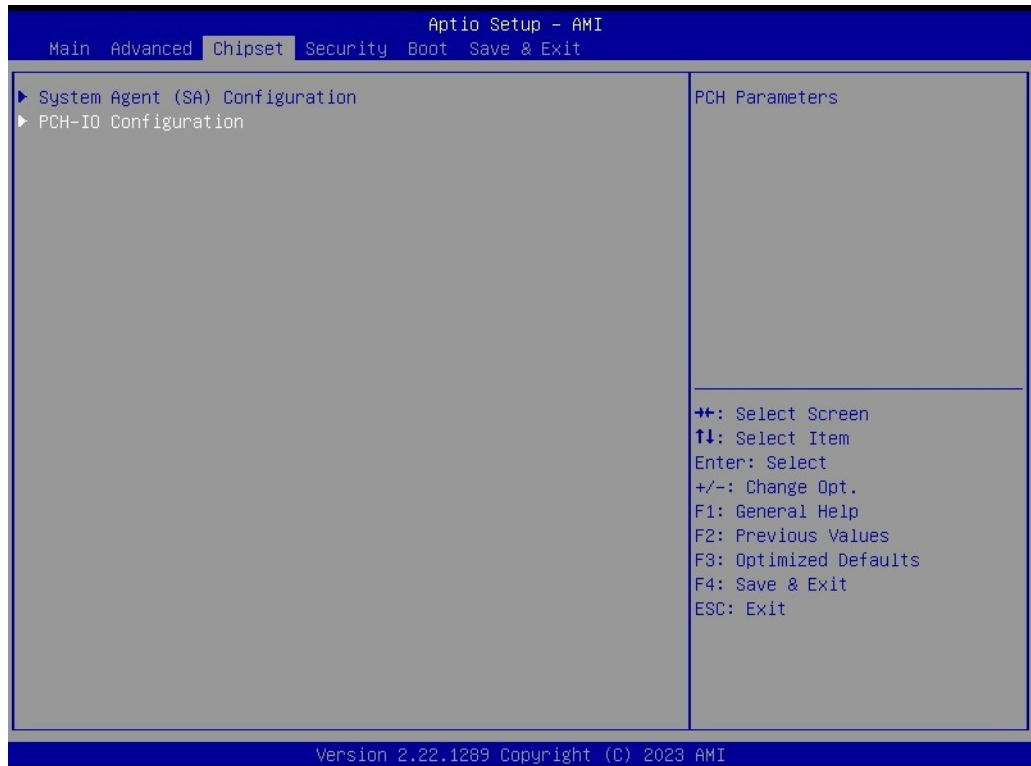 Aptio Setup - AMI
Main Advanced Chipset Security Boot Save & Exit
▶ System Agent (SA) Configuration
▶ PCH-IO Configuration
PCH Parameters
→←: Select Screen
↑↓: Select Item
Enter: Select
+/-: Change Opt.
F1: General Help
F2: Previous Values
F3: Optimized Defaults
F4: Save & Exit
ESC: Exit
Version 2.22.1289 Copyright (C) 2023 AMI